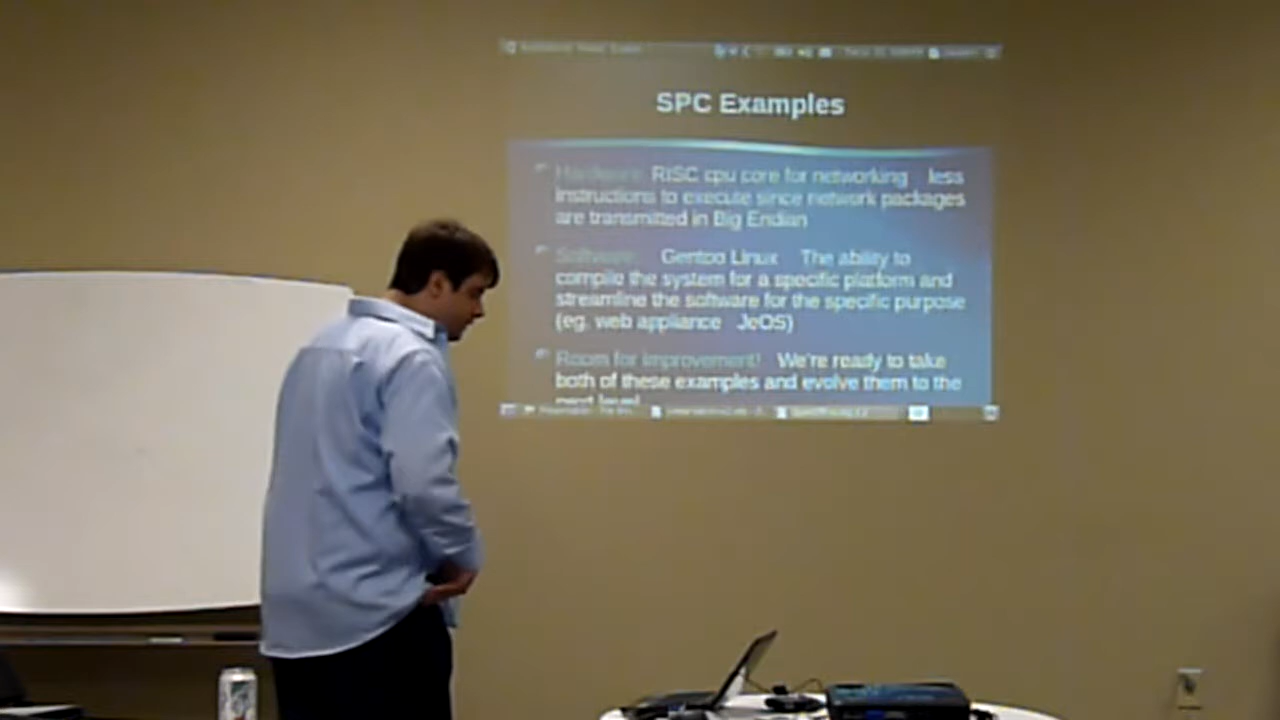 SPC Examples
Hardware: RISC cpu core for networking less
instructions to execute since network packages
are transmitted in Big Endian
Software: Gentoo Linux The ability to
compile the system for a specific platform and
streamline the software for the specific purpose
(eg. web appliance JeOS)
Room for improvement! We're ready to take
both of these examples and evolve them to the
next level